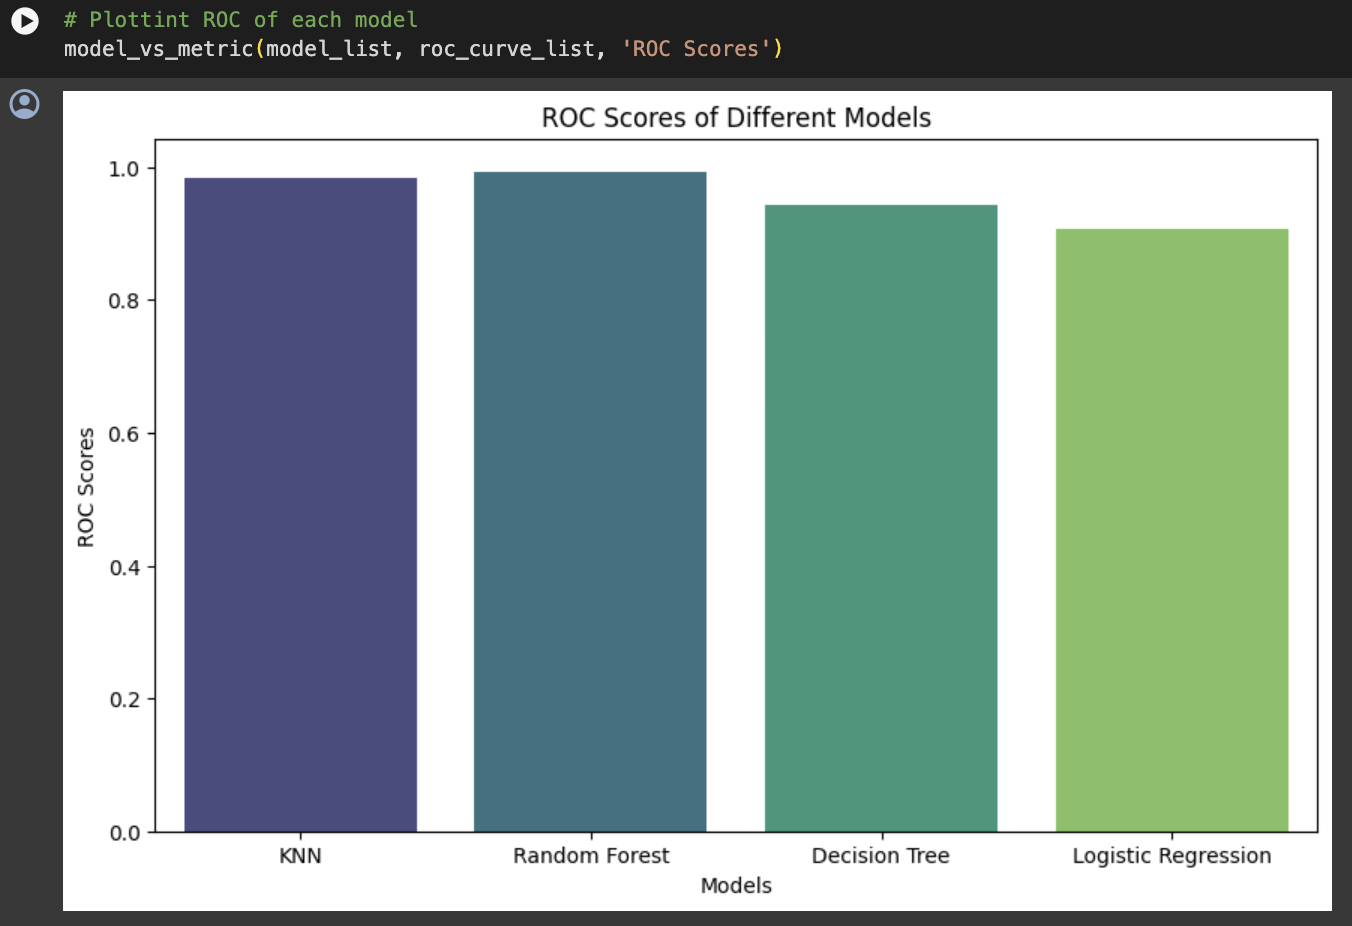 # Plottint ROC of each model
model_vs_metric(model_list, roc_curve_list, 'ROC Scores')
ROC Scores of Different Models
1.0
0.8
0.6
0.4
0.2
0.0
ROC Scores
KNN
Random Forest
Decision Tree
Logistic Regression
Models